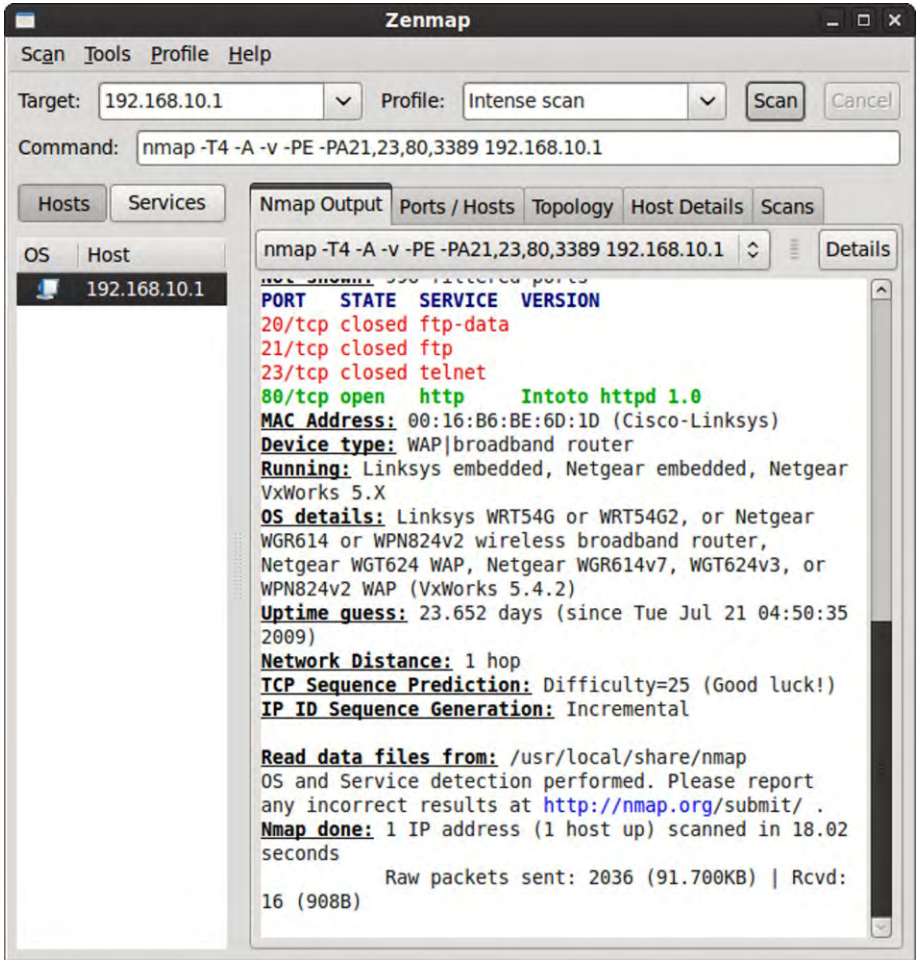 Zenmap
Scan Tools Profile Help
Target: 192.168.10.1 Profile: Intense scan Scan Cancel
Command: nmap -T4 -A -v -PE -PA21,23,80,3389 192.168.10.1
Hosts Services Nmap Output Ports / Hosts Topology Host Details Scans
OS Host nmap -T4 -A -v -PE -PA21,23,80,3389 192.168.10.1 Details
192.168.10.1
PORT STATE SERVICE VERSION
20/tcp closed ftp-data
21/tcp closed ftp
23/tcp closed telnet
80/tcp open http Intoto httpd 1.0
MAC Address: 00:16:B6:BE:6D:1D (Cisco-Linksys)
Device type: WAP|broadband router
Running: Linksys embedded, Netgear embedded, Netgear
VxWorks 5.X
OS details: Linksys WRT54G or WRT54G2, or Netgear
WGR614 or WPN824v2 wireless broadband router,
Netgear WGT624 WAP, Netgear WGR614v7, WGT624v3, or
WPN824v2 WAP (VxWorks 5.4.2)
Uptime guess: 23.652 days (since Tue Jul 21 04:50:35
2009)
Network Distance: 1 hop
TCP Sequence Prediction: Difficulty=25 (Good luck!)
IP ID Sequence Generation: Incremental
Read data files from: /usr/local/share/nmap
OS and Service detection performed. Please report
any incorrect results at http://nmap.org/submit/ .
Nmap done: 1 IP address (1 host up) scanned in 18.02
seconds
Raw packets sent: 2036 (91.700KB) | Rcvd:
16 (908B)